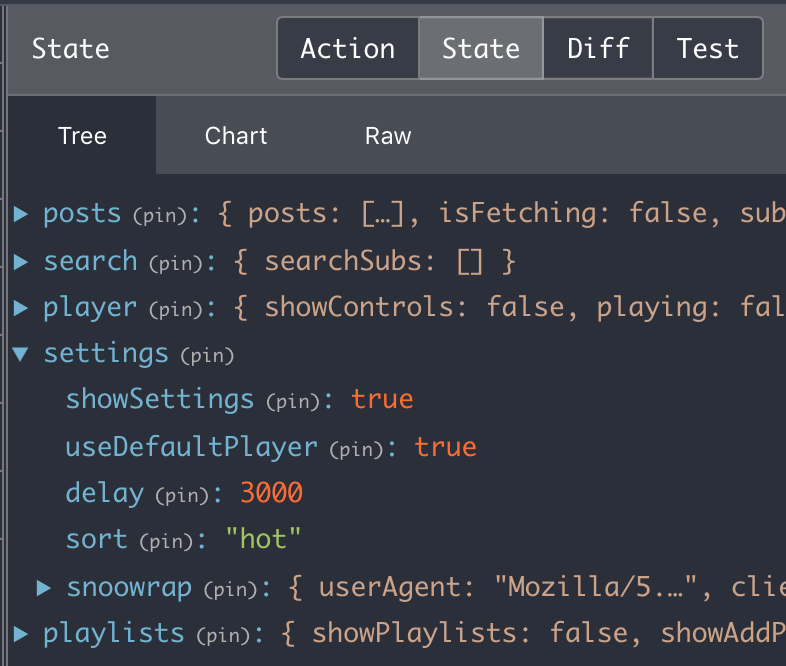 State Action State Diff Test
Tree Chart Raw
▶ posts (pin): { posts: […], isFetching: false, sub
▶ search (pin): { searchSubs: [] }
▶ player (pin): { showControls: false, playing: fal
▼ settings (pin)
showSettings (pin): true
useDefaultPlayer (pin): true
delay (pin): 3000
sort (pin): "hot"
▶ snoowrap (pin): { userAgent: "Mozilla/5.…", clie
▶ playlists (pin): { showPlaylists: false, showAddP